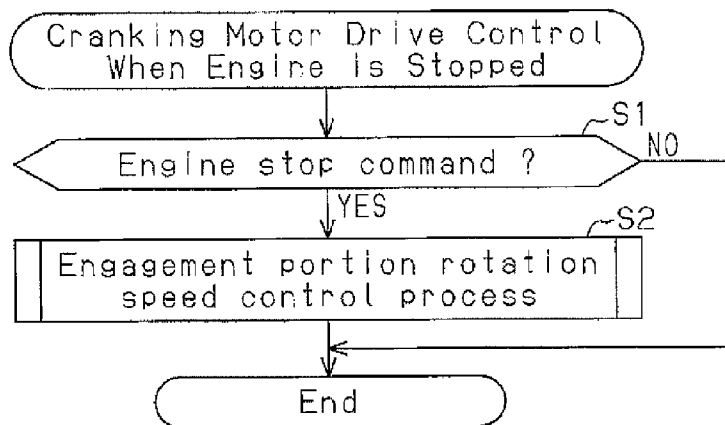 Cranking Motor Drive Control
When Engine is Stopped
S1
Engine stop command ?
NO
YES
S2
Engagement portion rotation
speed control process
End